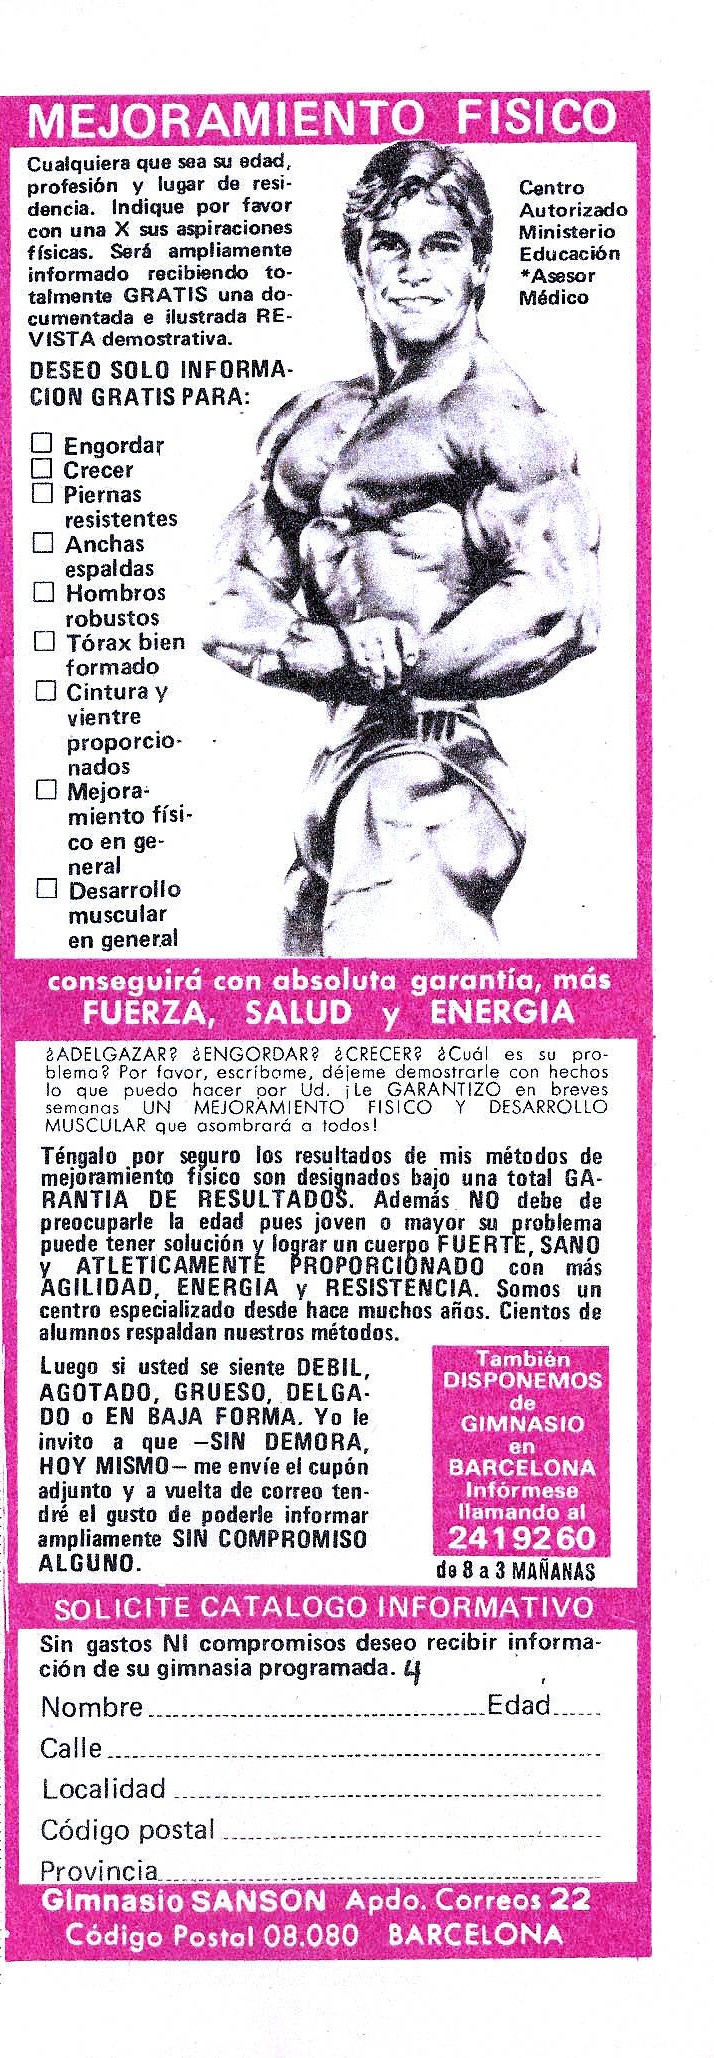 MEJORAMIENTO FISICO
Cualquiera que sea su edad,
profesión y lugar de resi-
dencia. Indique por favor
con una X sus aspiraciones
físicas. Será ampliamente
informado recibiendo to-
talmente GRATIS una do-
cumentada e ilustrada RE-
VISTA demostrativa.
DESEO SOLO INFORMA-
CION GRATIS PARA:
Centro
Autorizado
Ministerio
Educación
*Asesor
Médico
Engordar
Crecer
Piernas
resistentes
Anchas
espaldas
Hombros
robustos
Tórax bien
formado
Cintura y
vientre
proporcio-
nados
Mejora-
miento físi-
co en ge-
neral
Desarrollo
muscular
en general
conseguirá con absoluta garantía, más
FUERZA, SALUD y ENERGIA
¿ADELGAZAR? ¿ENGORDAR? ¿CRECER? ¿Cuál es su pro-
blema? Por favor, escríbame, déjeme demostrarle con hechos
lo que puedo hacer por Ud. ¡Le GARANTIZO en breves
semanas UN MEJORAMIENTO FISICO Y DESARROLLO
MUSCULAR que asombrará a todos!
Téngalo por seguro los resultados de mis métodos de
mejoramiento físico son designados bajo una total GA-
RANTIA DE RESULTADOS. Además NO debe de
preocuparle la edad pues joven o mayor su problema
puede tener solución y lograr un cuerpo FUERTE, SANO
y ATLETICAMENTE PROPORCIONADO con más
AGILIDAD, ENERGIA y RESISTENCIA. Somos un
centro especializado desde hace muchos años. Cientos de
alumnos respaldan nuestros métodos.
Luego si usted se siente DEBIL,
AGOTADO, GRUESO, DELGA-
DO o EN BAJA FORMA. Yo le
invito a que —SIN DEMORA,
HOY MISMO— me envíe el cupón
adjunto y a vuelta de correo ten-
dré el gusto de poderle informar
ampliamente SIN COMPROMISO
ALGUNO.
También
DISPONEMOS
de
GIMNASIO
en
BARCELONA
Infórmese
llamando al
2419260
de 8 a 3 MAÑANAS
SOLICITE CATALOGO INFORMATIVO
Sin gastos NI compromisos deseo recibir informa-
ción de su gimnasia programada. 4
Nombre Edad
Calle
Localidad
Código postal
Provincia
Gimnasio SANSON Apdo. Correos 22
Código Postal 08.080 BARCELONA